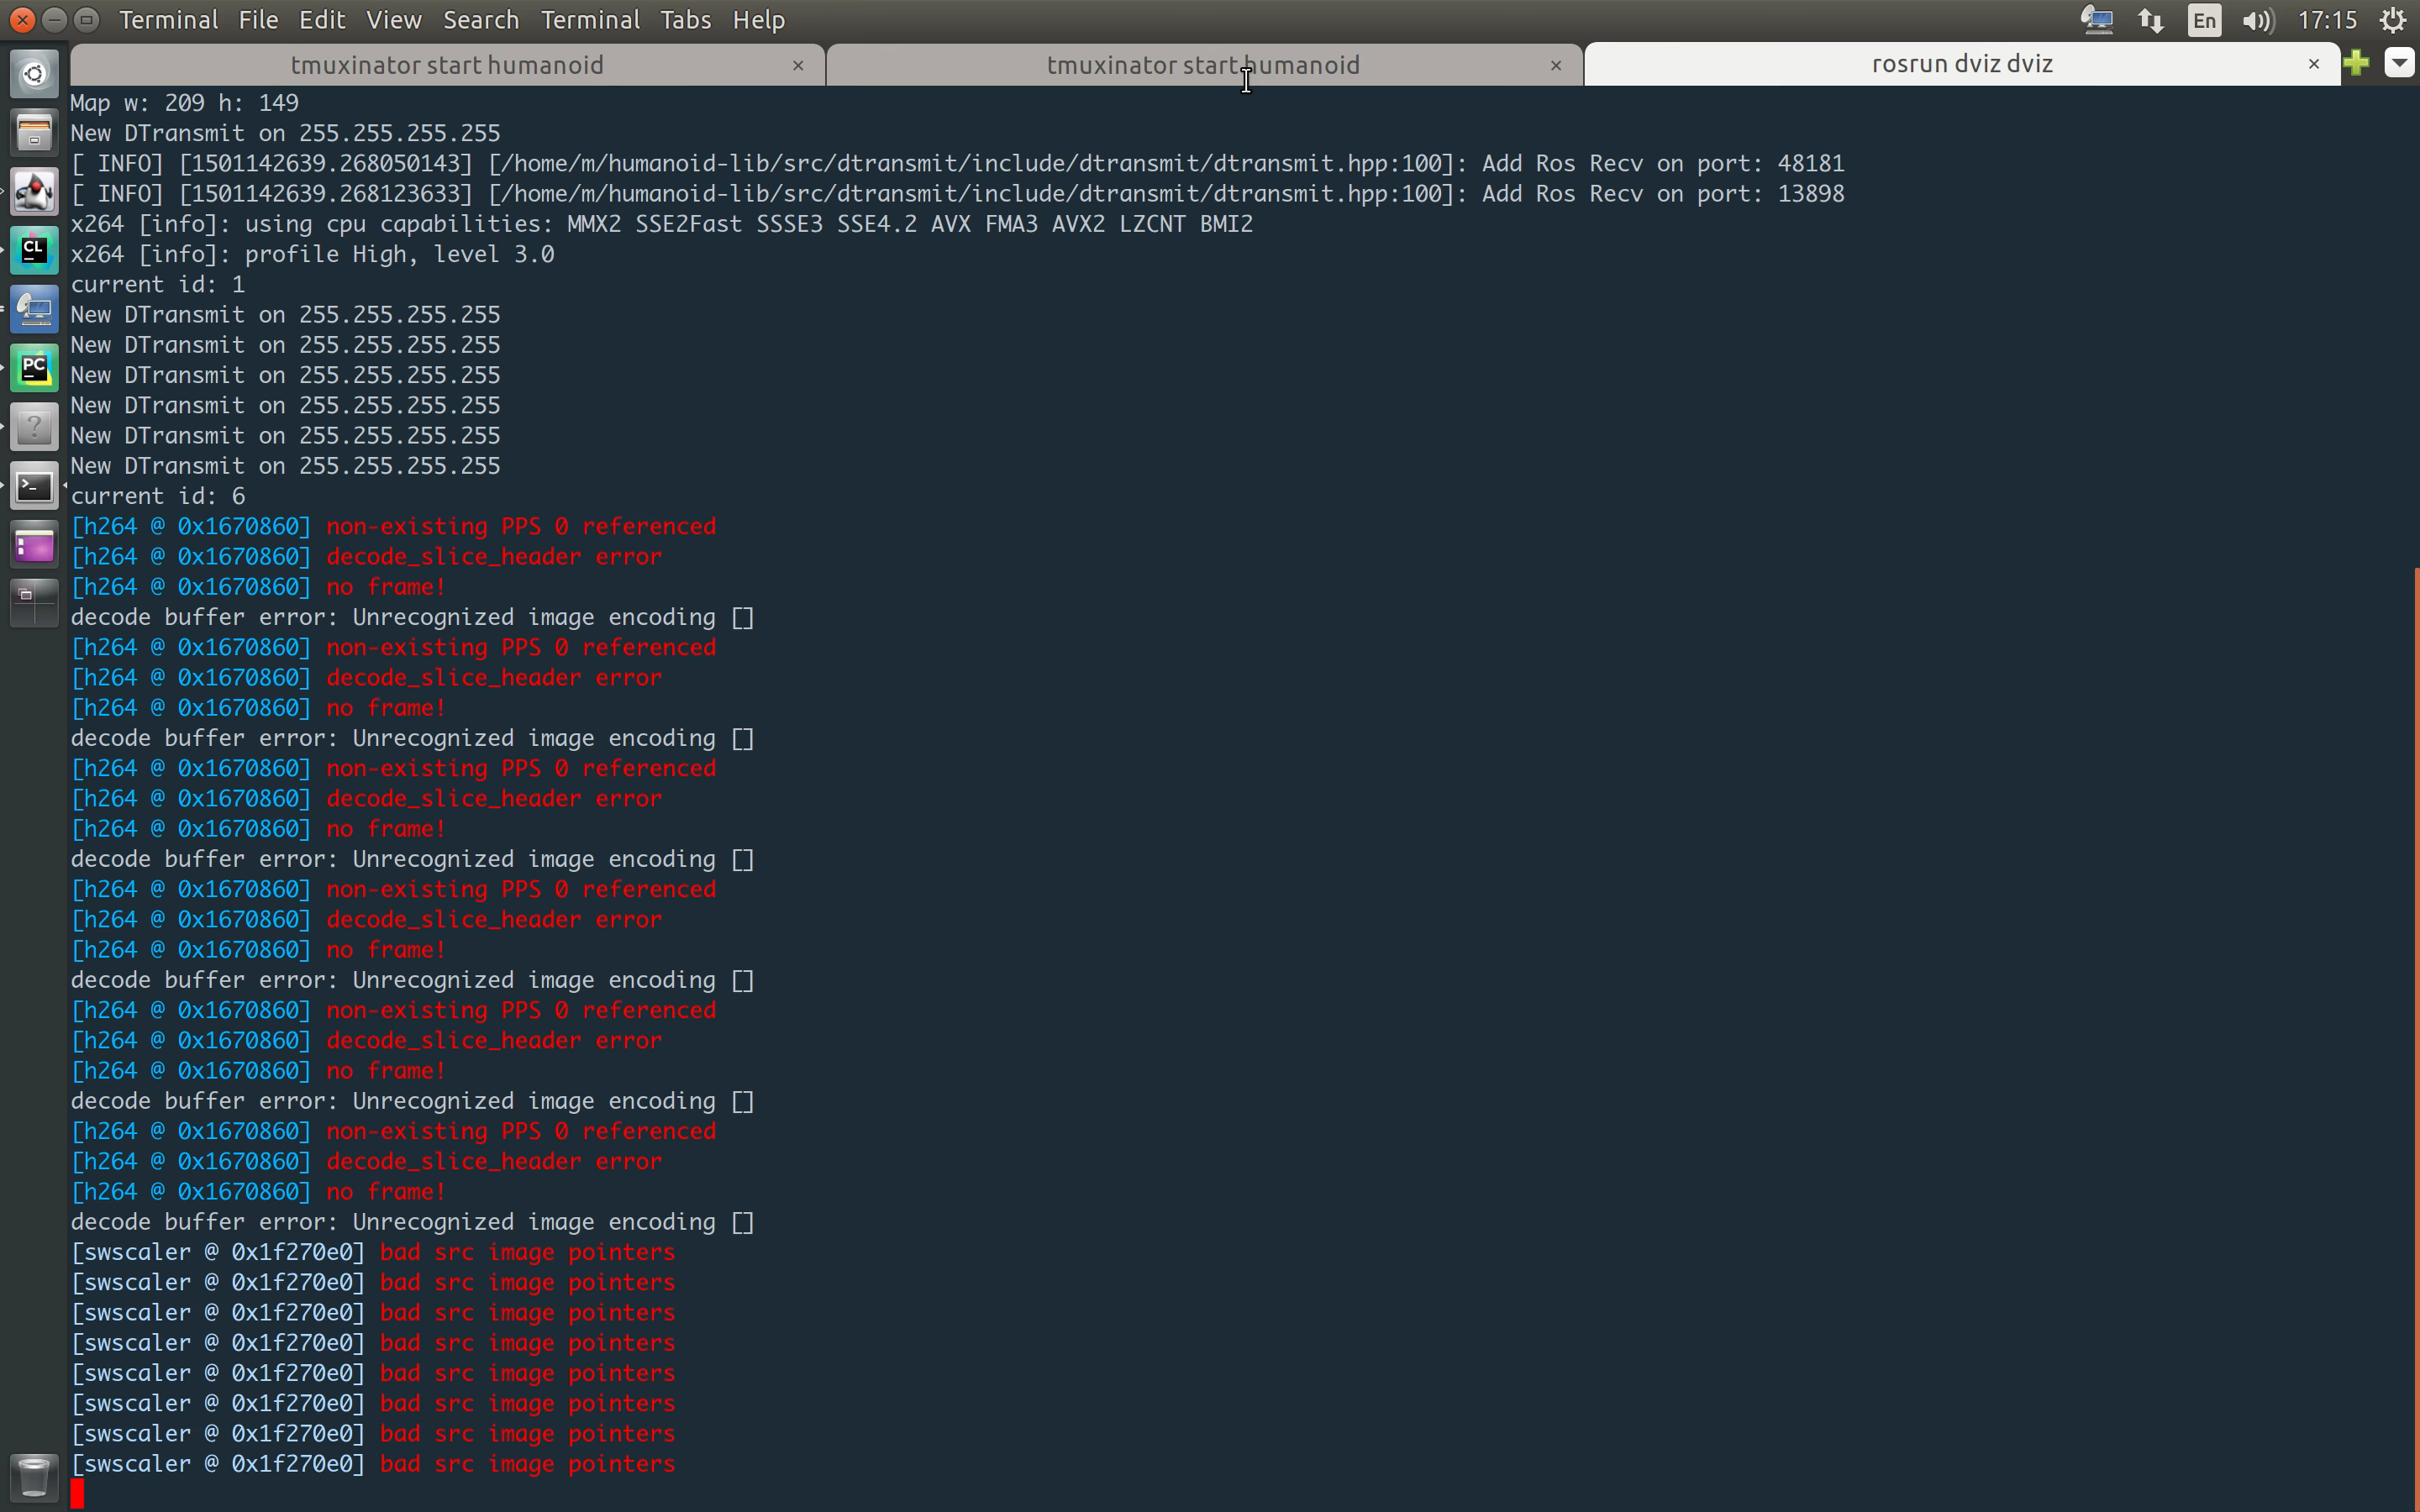 Terminal File Edit View Search Terminal Tabs Help En 17:15
tmuxinator start humanoid tmuxinator start humanoid rosrun dviz dviz
Map w: 209 h: 149
New DTransmit on 255.255.255.255
[ INFO] [1501142639.268050143] [/home/m/humanoid-lib/src/dtransmit/include/dtransmit/dtransmit.hpp:100]: Add Ros Recv on port: 48181
[ INFO] [1501142639.268123633] [/home/m/humanoid-lib/src/dtransmit/include/dtransmit/dtransmit.hpp:100]: Add Ros Recv on port: 13898
x264 [info]: using cpu capabilities: MMX2 SSE2Fast SSSE3 SSE4.2 AVX FMA3 AVX2 LZCNT BMI2
x264 [info]: profile High, level 3.0
current id: 1
New DTransmit on 255.255.255.255
New DTransmit on 255.255.255.255
New DTransmit on 255.255.255.255
New DTransmit on 255.255.255.255
New DTransmit on 255.255.255.255
New DTransmit on 255.255.255.255
current id: 6
[h264 @ 0x1670860] non-existing PPS 0 referenced
[h264 @ 0x1670860] decode_slice_header error
[h264 @ 0x1670860] no frame!
decode buffer error: Unrecognized image encoding []
[h264 @ 0x1670860] non-existing PPS 0 referenced
[h264 @ 0x1670860] decode_slice_header error
[h264 @ 0x1670860] no frame!
decode buffer error: Unrecognized image encoding []
[h264 @ 0x1670860] non-existing PPS 0 referenced
[h264 @ 0x1670860] decode_slice_header error
[h264 @ 0x1670860] no frame!
decode buffer error: Unrecognized image encoding []
[h264 @ 0x1670860] non-existing PPS 0 referenced
[h264 @ 0x1670860] decode_slice_header error
[h264 @ 0x1670860] no frame!
decode buffer error: Unrecognized image encoding []
[h264 @ 0x1670860] non-existing PPS 0 referenced
[h264 @ 0x1670860] decode_slice_header error
[h264 @ 0x1670860] no frame!
decode buffer error: Unrecognized image encoding []
[h264 @ 0x1670860] non-existing PPS 0 referenced
[h264 @ 0x1670860] decode_slice_header error
[h264 @ 0x1670860] no frame!
decode buffer error: Unrecognized image encoding []
[swscaler @ 0x1f270e0] bad src image pointers
[swscaler @ 0x1f270e0] bad src image pointers
[swscaler @ 0x1f270e0] bad src image pointers
[swscaler @ 0x1f270e0] bad src image pointers
[swscaler @ 0x1f270e0] bad src image pointers
[swscaler @ 0x1f270e0] bad src image pointers
[swscaler @ 0x1f270e0] bad src image pointers
[swscaler @ 0x1f270e0] bad src image pointers
CL
PC